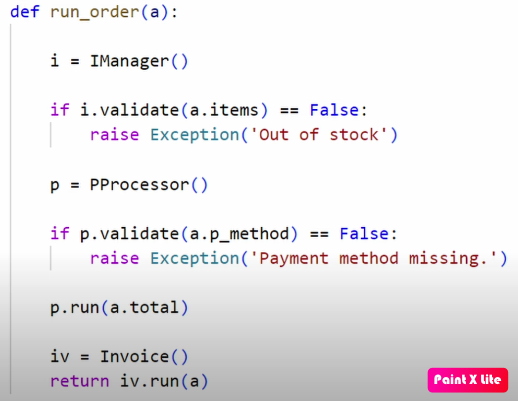 def run_order(a):
i = IManager()
if i.validate(a.items) == False:
raise Exception('Out of stock')
p = PProcessor()
if p.validate(a.p_method) == False:
raise Exception('Payment method missing.')
p.run(a.total)
iv = Invoice()
return iv.run(a)
Paint X Lite